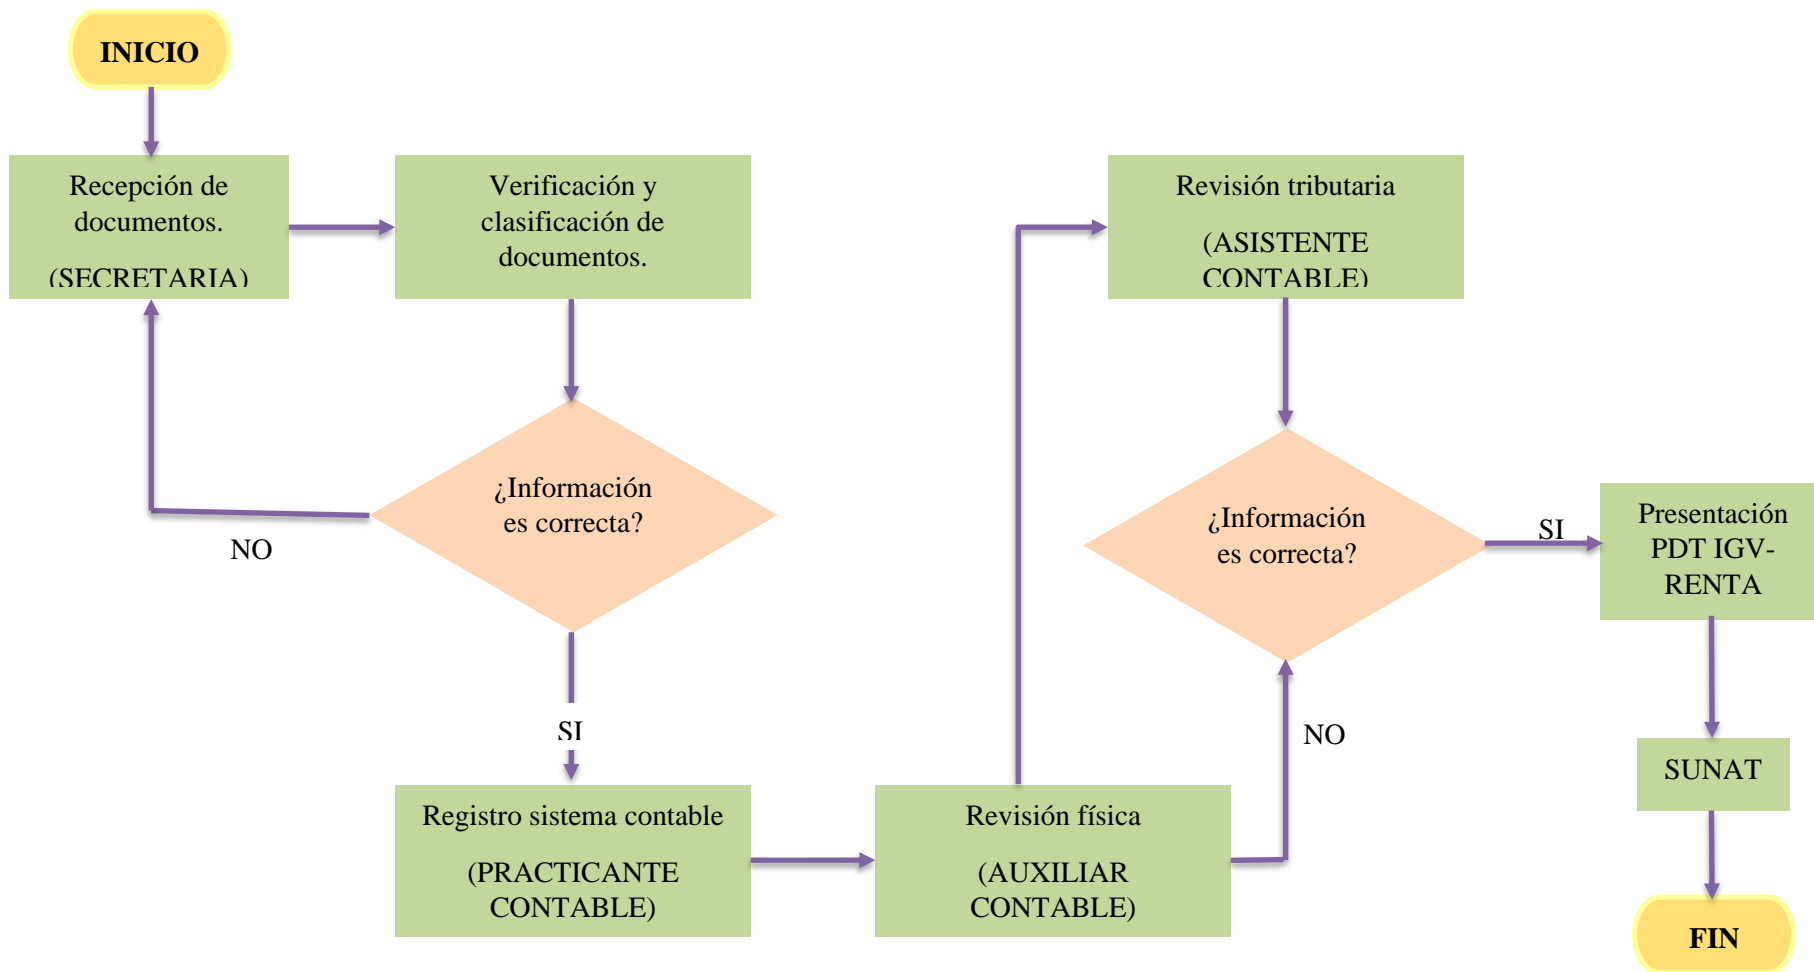 INICIO
Recepción de
documentos.
(SECRETARIA)
Verificación y
clasificación de
documentos.
¿Información
es correcta?
NO
SI
Registro sistema contable
(PRACTICANTE
CONTABLE)
Revisión física
(AUXILIAR
CONTABLE)
Revisión tributaria
(ASISTENTE
CONTABLE)
¿Información
es correcta?
NO
SI
Presentación
PDT IGV-
RENTA
SUNAT
FIN